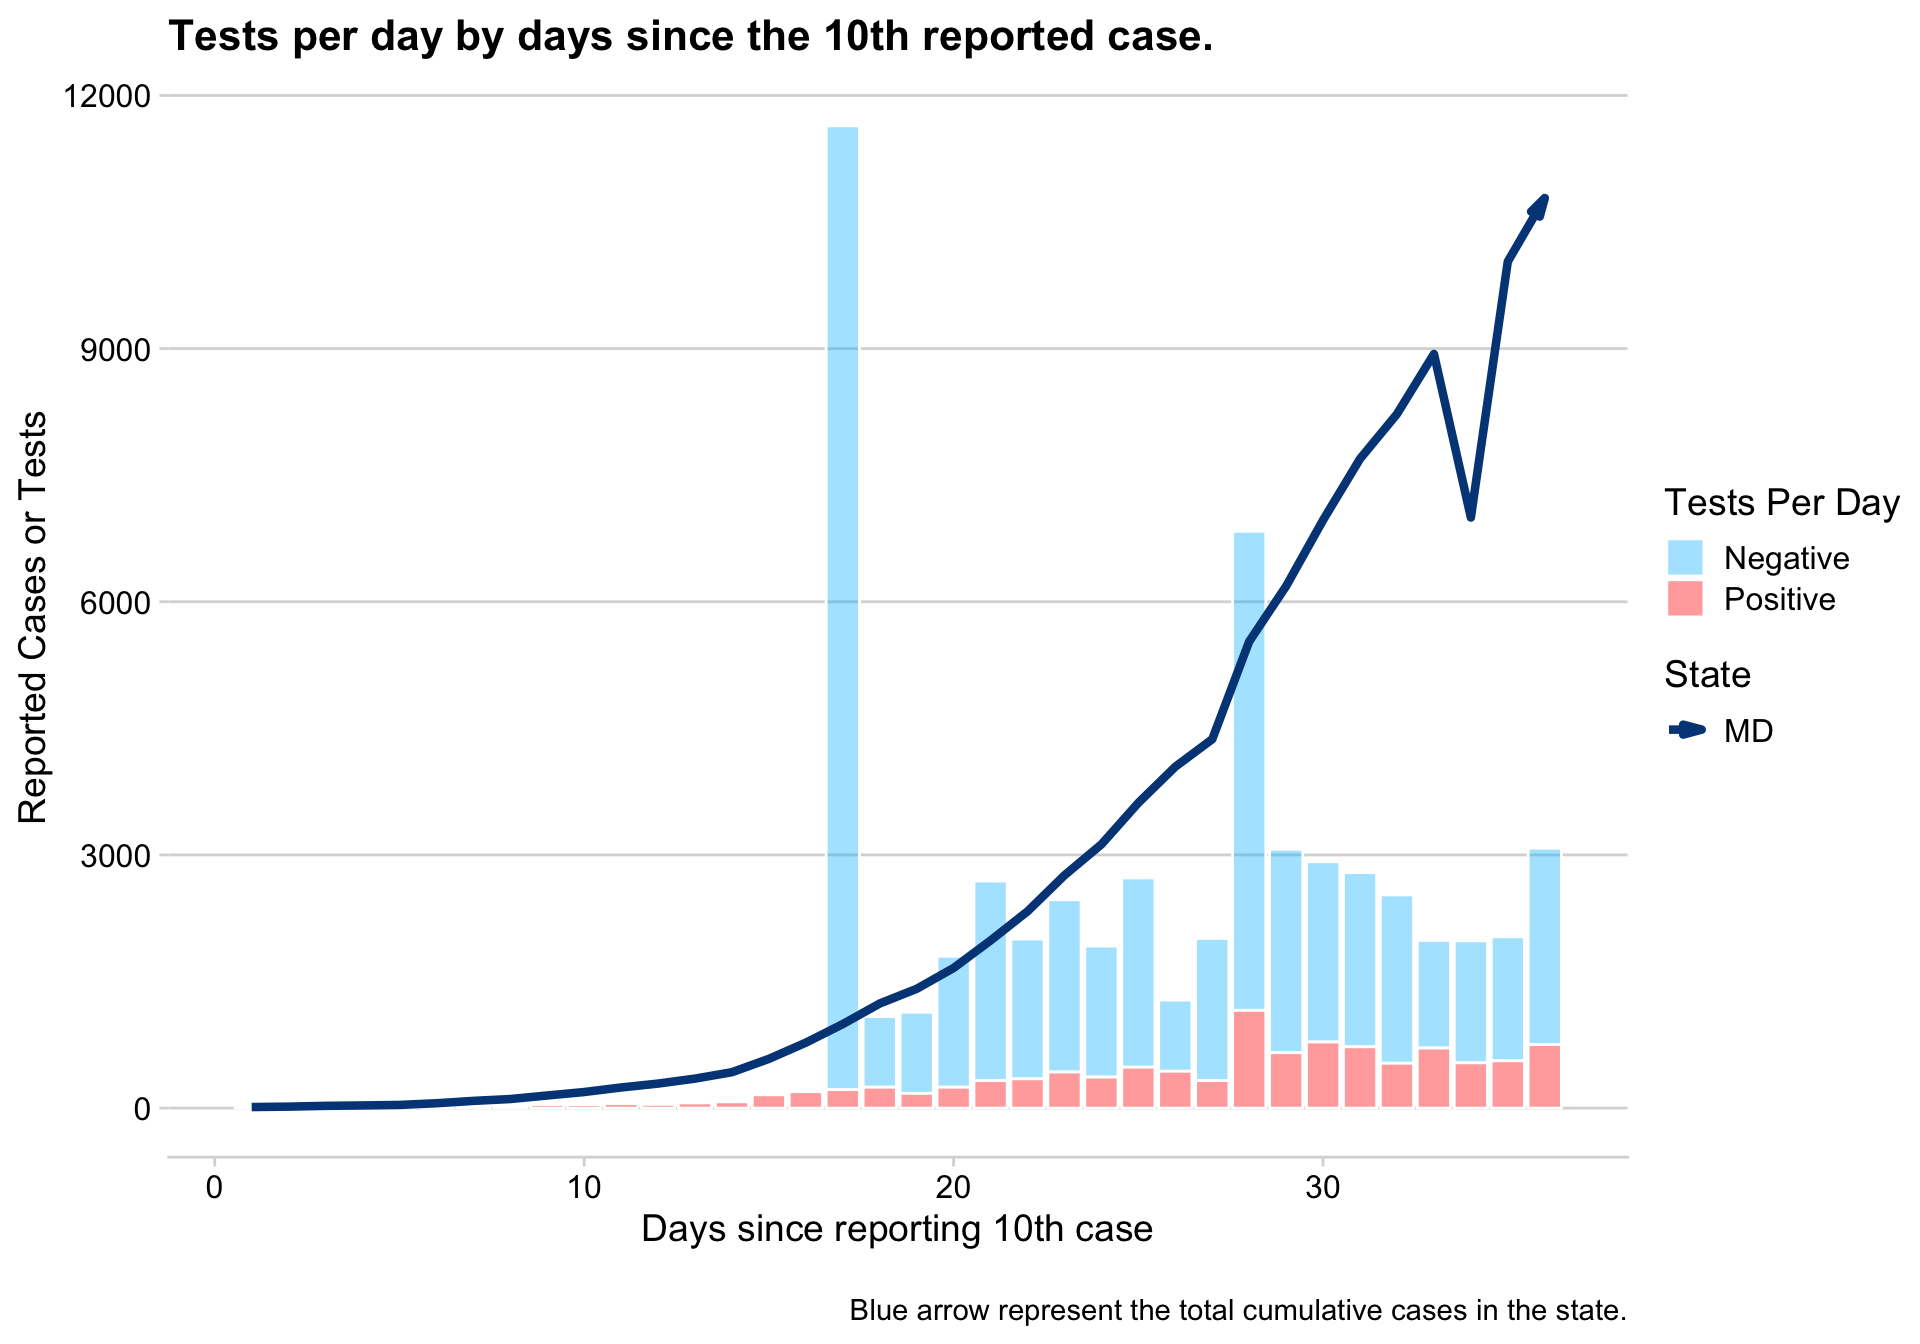 Tests per day by days since the 10th reported case.
12000
9000
6000
3000
0
Reported Cases or Tests
0 10 20 30
Days since reporting 10th case
Tests Per Day
Negative
Positive
State
MD
Blue arrow represent the total cumulative cases in the state.